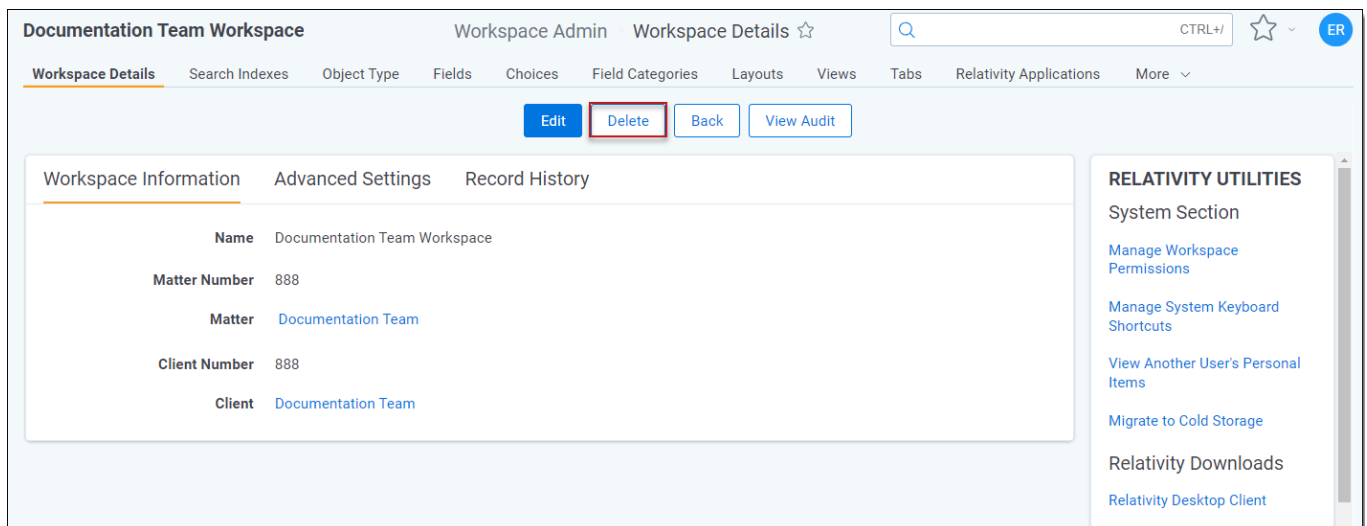 Documentation Team Workspace
Workspace Admin Workspace Details
CTRL+/
ER
Workspace Details Search Indexes Object Type Fields Choices Field Categories Layouts Views Tabs Relativity Applications More
Edit Delete Back View Audit
Workspace Information Advanced Settings Record History
Name Documentation Team Workspace
Matter Number 888
Matter Documentation Team
Client Number 888
Client Documentation Team
RELATIVITY UTILITIES
System Section
Manage Workspace
Permissions
Manage System Keyboard
Shortcuts
View Another User's Personal
Items
Migrate to Cold Storage
Relativity Downloads
Relativity Desktop Client